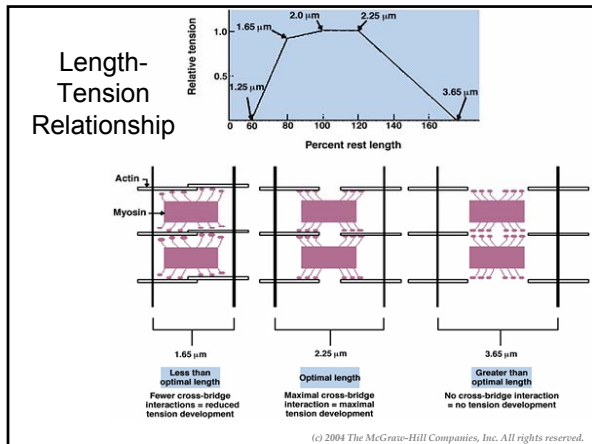 Length-
Tension
Relationship
Relative tension
1.0
0.5
1.25 µm
1.65 µm
2.0 µm
2.25 µm
3.65 µm
0 60 80 100 120 140 160
Percent rest length
Actin
Myosin
1.65 µm
Less than
optimal length
Fewer cross-bridge
interactions = reduced
tension development
2.25 µm
Optimal length
Maximal cross-bridge
interaction = maximal
tension development
3.65 µm
Greater than
optimal length
No cross-bridge interaction
= no tension development
(c) 2004 The McGraw-Hill Companies, Inc. All rights reserved.